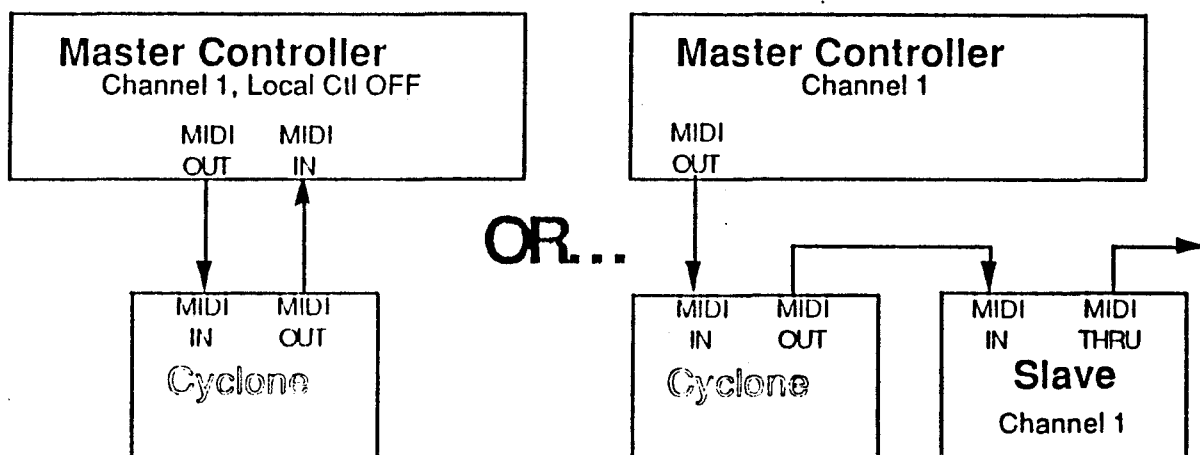 Master Controller
Channel 1, Local Ctl OFF
MIDI MIDI
OUT IN
MIDI MIDI
IN OUT
Cyclone
OR...
Master Controller
Channel 1
MIDI
OUT
MIDI MIDI
IN OUT
Cyclone
MIDI MIDI
IN THRU
Slave
Channel 1